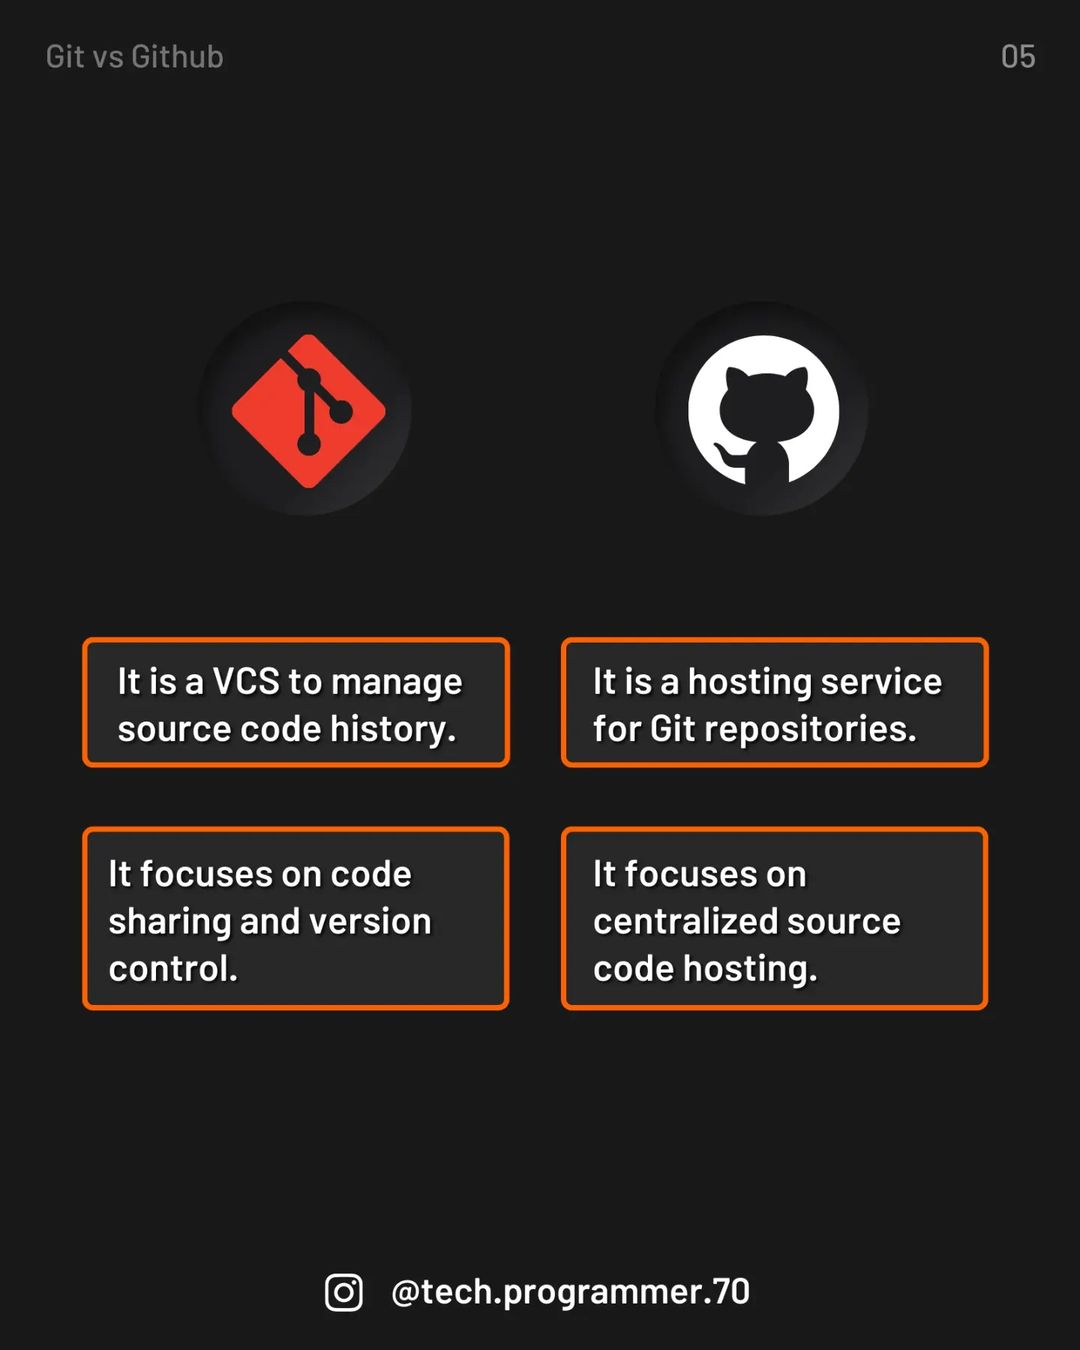 Git vs Github
05
It is a VCS to manage
source code history.
It is a hosting service
for Git repositories.
It focuses on code
sharing and version
control.
It focuses on
centralized source
code hosting.
@tech.programmer.70